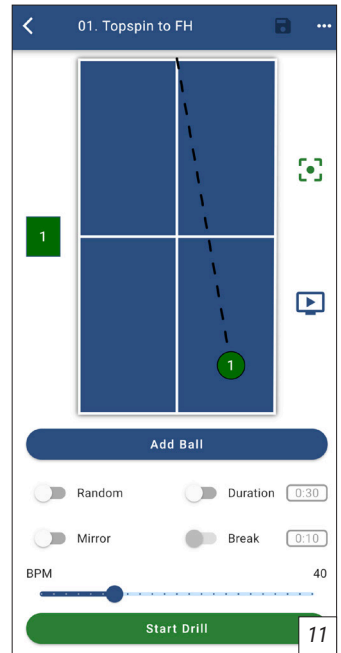 01. Topspin to FH
1
1
Add Ball
Random
Duration 0:30
Mirror
Break 0:10
BPM 40
Start Drill
11